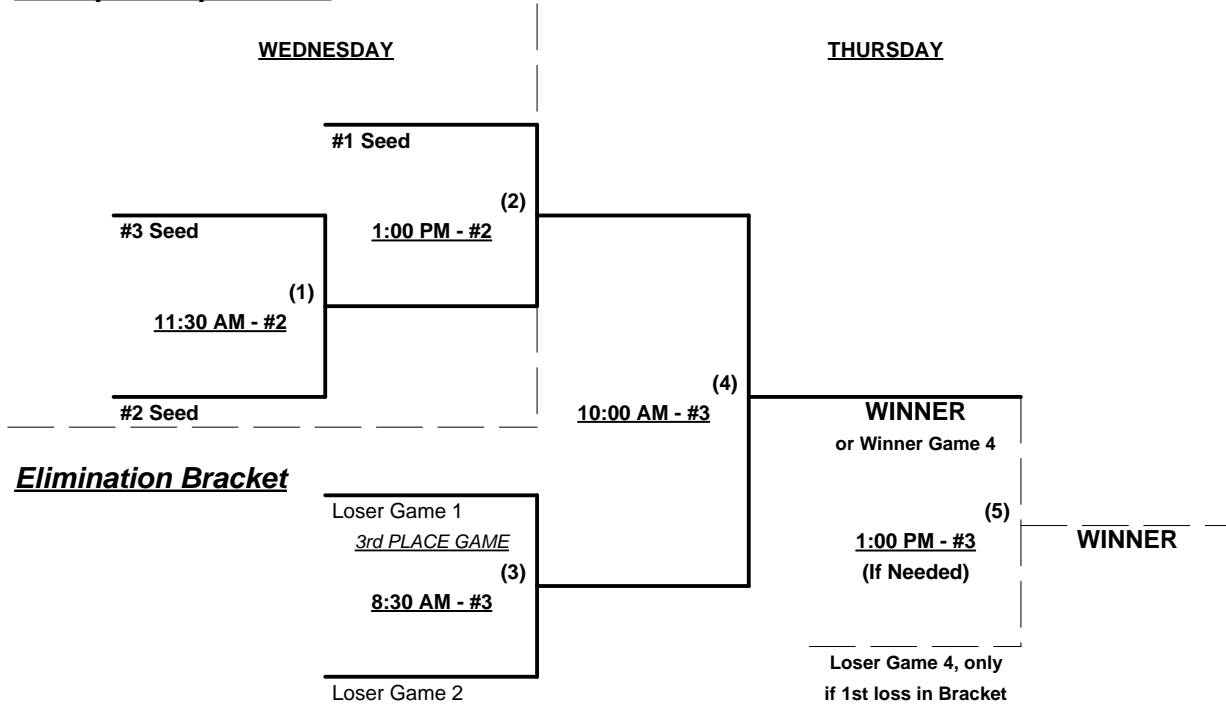 WEDNESDAY
THURSDAY
#1 Seed
(2)
1:00 PM - #2
#3 Seed
(1)
11:30 AM - #2
#2 Seed
(4)
10:00 AM - #3
WINNER
or Winner Game 4
Elimination Bracket
Loser Game 1
3rd PLACE GAME
(3)
8:30 AM - #3
Loser Game 2
(5)
1:00 PM - #3
(If Needed)
WINNER
Loser Game 4, only
if 1st loss in Bracket